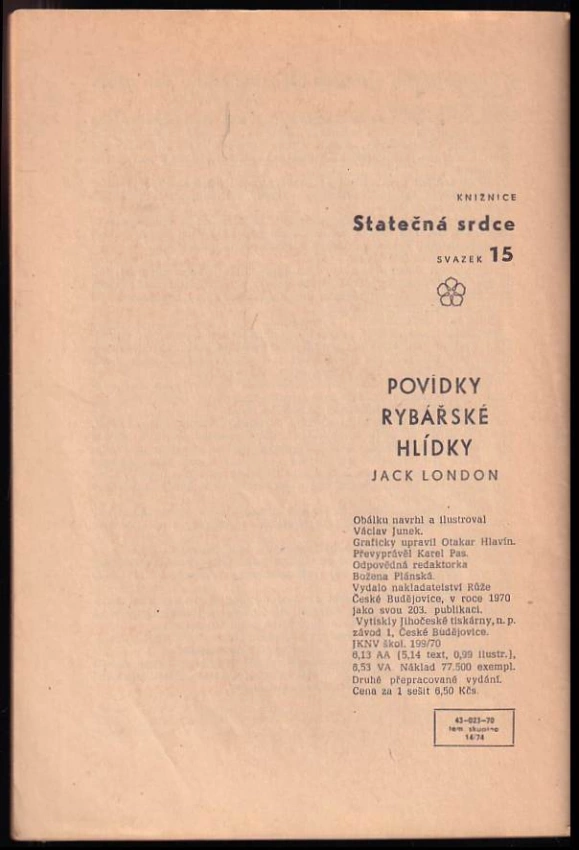 KNIŽNICE
Statečná srdce
SVAZEK 15
POVÍDKY
RYBÁŘSKÉ
HLÍDKY
JACK LONDON
Obálku navrhl a ilustroval
Václav Junek.
Graficky upravil Otakar Hlavín.
Převyprávěl Karel Pas.
Odpovědná redaktorka
Božena Plánská.
Vydalo nakladatelství Růže
České Budějovice, v roce 1970
jako svou 203. publikaci.
Vytiskly Jihočeské tiskárny, n. p.
závod 1, České Budějovice.
JKNV škol. 199/70
6,13 AA [5,14 text, 0,99 ilustr.],
6,53 VA. Náklad 77.500 exempl.
Druhé přepracované vydání.
Cena za 1 sešit 6,50 Kčs.
43-023-70
tem skupina
14/74